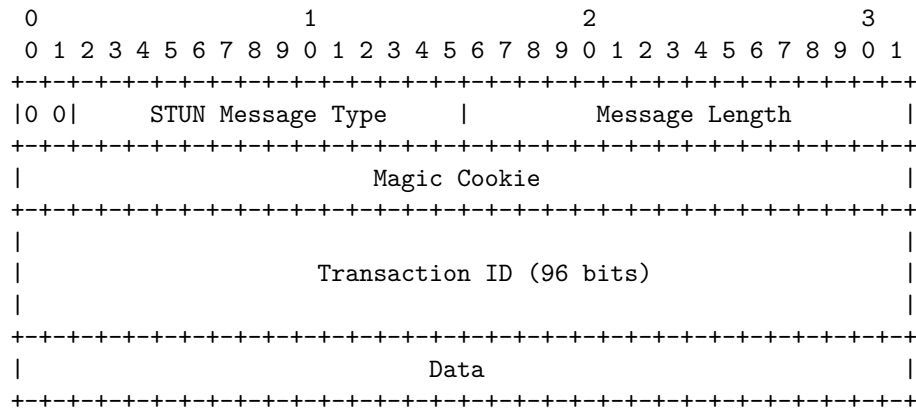 0                   1                   2                   3
 0 1 2 3 4 5 6 7 8 9 0 1 2 3 4 5 6 7 8 9 0 1 2 3 4 5 6 7 8 9 0 1
+-+-+-+-+-+-+-+-+-+-+-+-+-+-+-+-+-+-+-+-+-+-+-+-+-+-+-+-+-+-+-+-+
|0 0|     STUN Message Type     |         Message Length        |
+-+-+-+-+-+-+-+-+-+-+-+-+-+-+-+-+-+-+-+-+-+-+-+-+-+-+-+-+-+-+-+-+
|                         Magic Cookie                          |
+-+-+-+-+-+-+-+-+-+-+-+-+-+-+-+-+-+-+-+-+-+-+-+-+-+-+-+-+-+-+-+-+
|                                                               |
|                     Transaction ID (96 bits)                  |
|                                                               |
+-+-+-+-+-+-+-+-+-+-+-+-+-+-+-+-+-+-+-+-+-+-+-+-+-+-+-+-+-+-+-+-+
|                             Data                              |
+-+-+-+-+-+-+-+-+-+-+-+-+-+-+-+-+-+-+-+-+-+-+-+-+-+-+-+-+-+-+-+-+